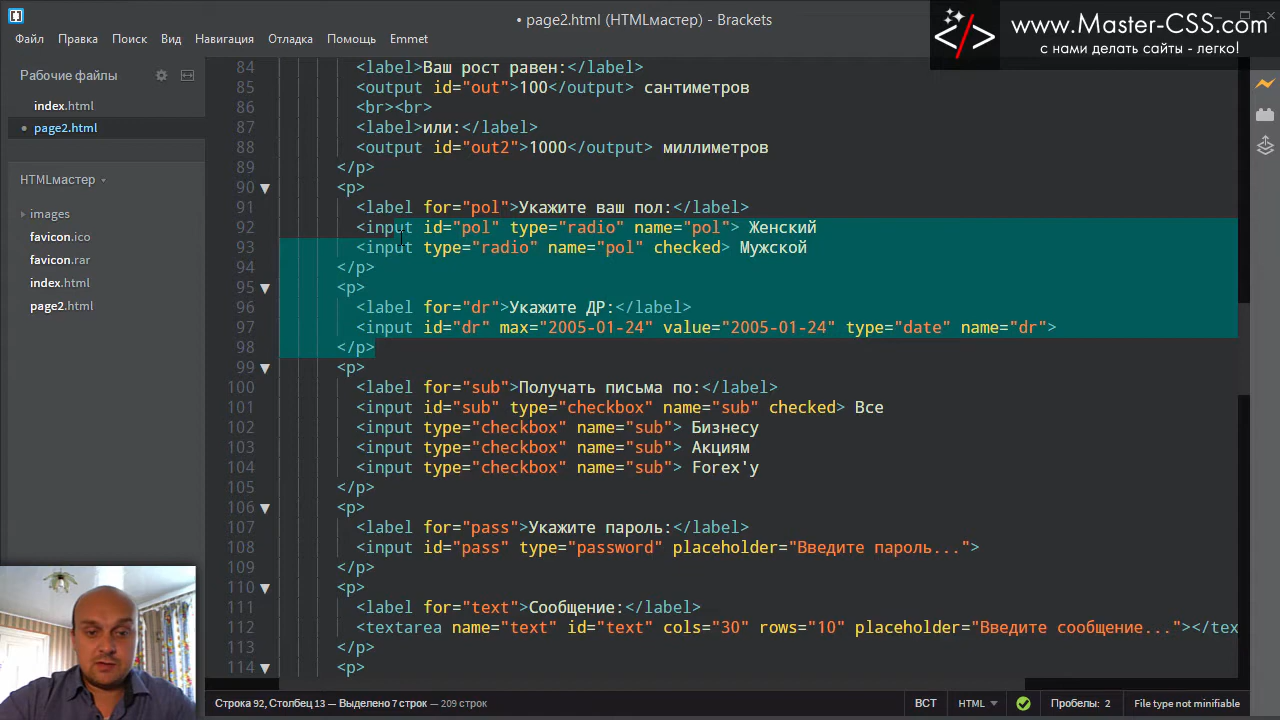 • page2.html (HTMLмастер) - Brackets
www.Master-CSS.com
с нами делать сайты - легко!
Файл Правка Поиск Вид Навигация Отладка Помощь Emmet
Рабочие файлы
index.html
• page2.html
HTMLмастер
images
favicon.ico
favicon.rar
index.html
page2.html
84 <label>Ваш рост равен:</label>
85 <output id="out">100</output> сантиметров
86 <br><br>
87 <label>или:</label>
88 <output id="out2">1000</output> миллиметров
89 </p>
90 <p>
91 <label for="pol">Укажите ваш пол:</label>
92 <input id="pol" type="radio" name="pol"> Женский
93 <input type="radio" name="pol" checked> Мужской
94 </p>
95 <p>
96 <label for="dr">Укажите ДР:</label>
97 <input id="dr" max="2005-01-24" value="2005-01-24" type="date" name="dr">
98 </p>
99 <p>
100 <label for="sub">Получать письма по:</label>
101 <input id="sub" type="checkbox" name="sub" checked> Все
102 <input type="checkbox" name="sub"> Бизнесу
103 <input type="checkbox" name="sub"> Акциям
104 <input type="checkbox" name="sub"> Forex'у
105 </p>
106 <p>
107 <label for="pass">Укажите пароль:</label>
108 <input id="pass" type="password" placeholder="Введите пароль...">
109 </p>
110 <p>
111 <label for="text">Сообщение:</label>
112 <textarea name="text" id="text" cols="30" rows="10" placeholder="Введите сообщение..."></tex
113 </p>
114 <p>
Строка 92, Столбец 13 — Выделено 7 строк — 209 строк
ВСТ HTML Пробелы: 2 File type not minifiable